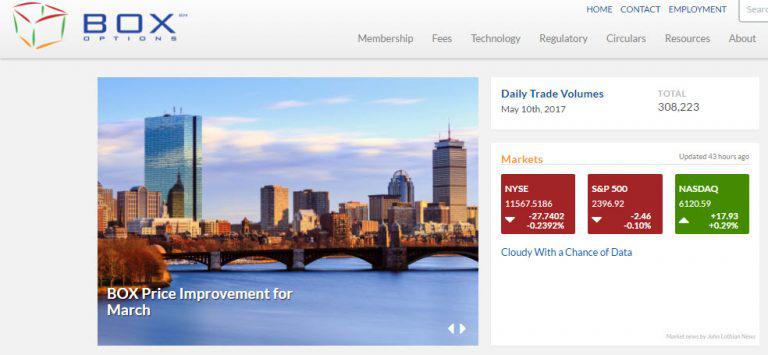 BOX
OPTIONS
HOME CONTACT EMPLOYMENT
Sear
Membership Fees Technology Regulatory Circulars Resources About
Daily Trade Volumes
May 10th, 2017
TOTAL
308,223
Markets
Updated 43 hours ago
NYSE
11567.5186
-27.7402
-0.2392%
S&P 500
2396.92
-2.46
-0.10%
NASDAQ
6120.59
+17.93
+0.29%
Cloudy With a Chance of Data
BOX Price Improvement for
March
Market news by John Lothian News